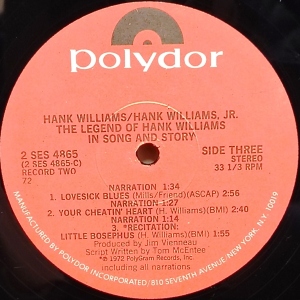 polydor
HANK WILLIAMS/HANK WILLIAMS, JR.
THE LEGEND OF HANK WILLIAMS
IN SONG AND STORY
2 SES 4865
(2 SES 4865-C)
RECORD TWO
72
SIDE THREE
STEREO
33 1/3 RPM
NARRATION 1:34
1. LOVESICK BLUES (Mills/Friend)(ASCAP) 2:56
NARRATION 1:27
2. YOUR CHEATIN' HEART (H. Williams)(BMI) 2:40
NARRATION 1:14
3. *RECITATION:
LITTLE BOSEPHUS (H. Williams)(BMI) 1:55
Produced by Jim Vienneau
Script Written by Tom McEntee
℗ 1972 PolyGram Records, Inc.
including all narrations
MANUFACTURED BY POLYDOR INCORPORATED/810 SEVENTH AVENUE/NEW YORK, N.Y. 10019